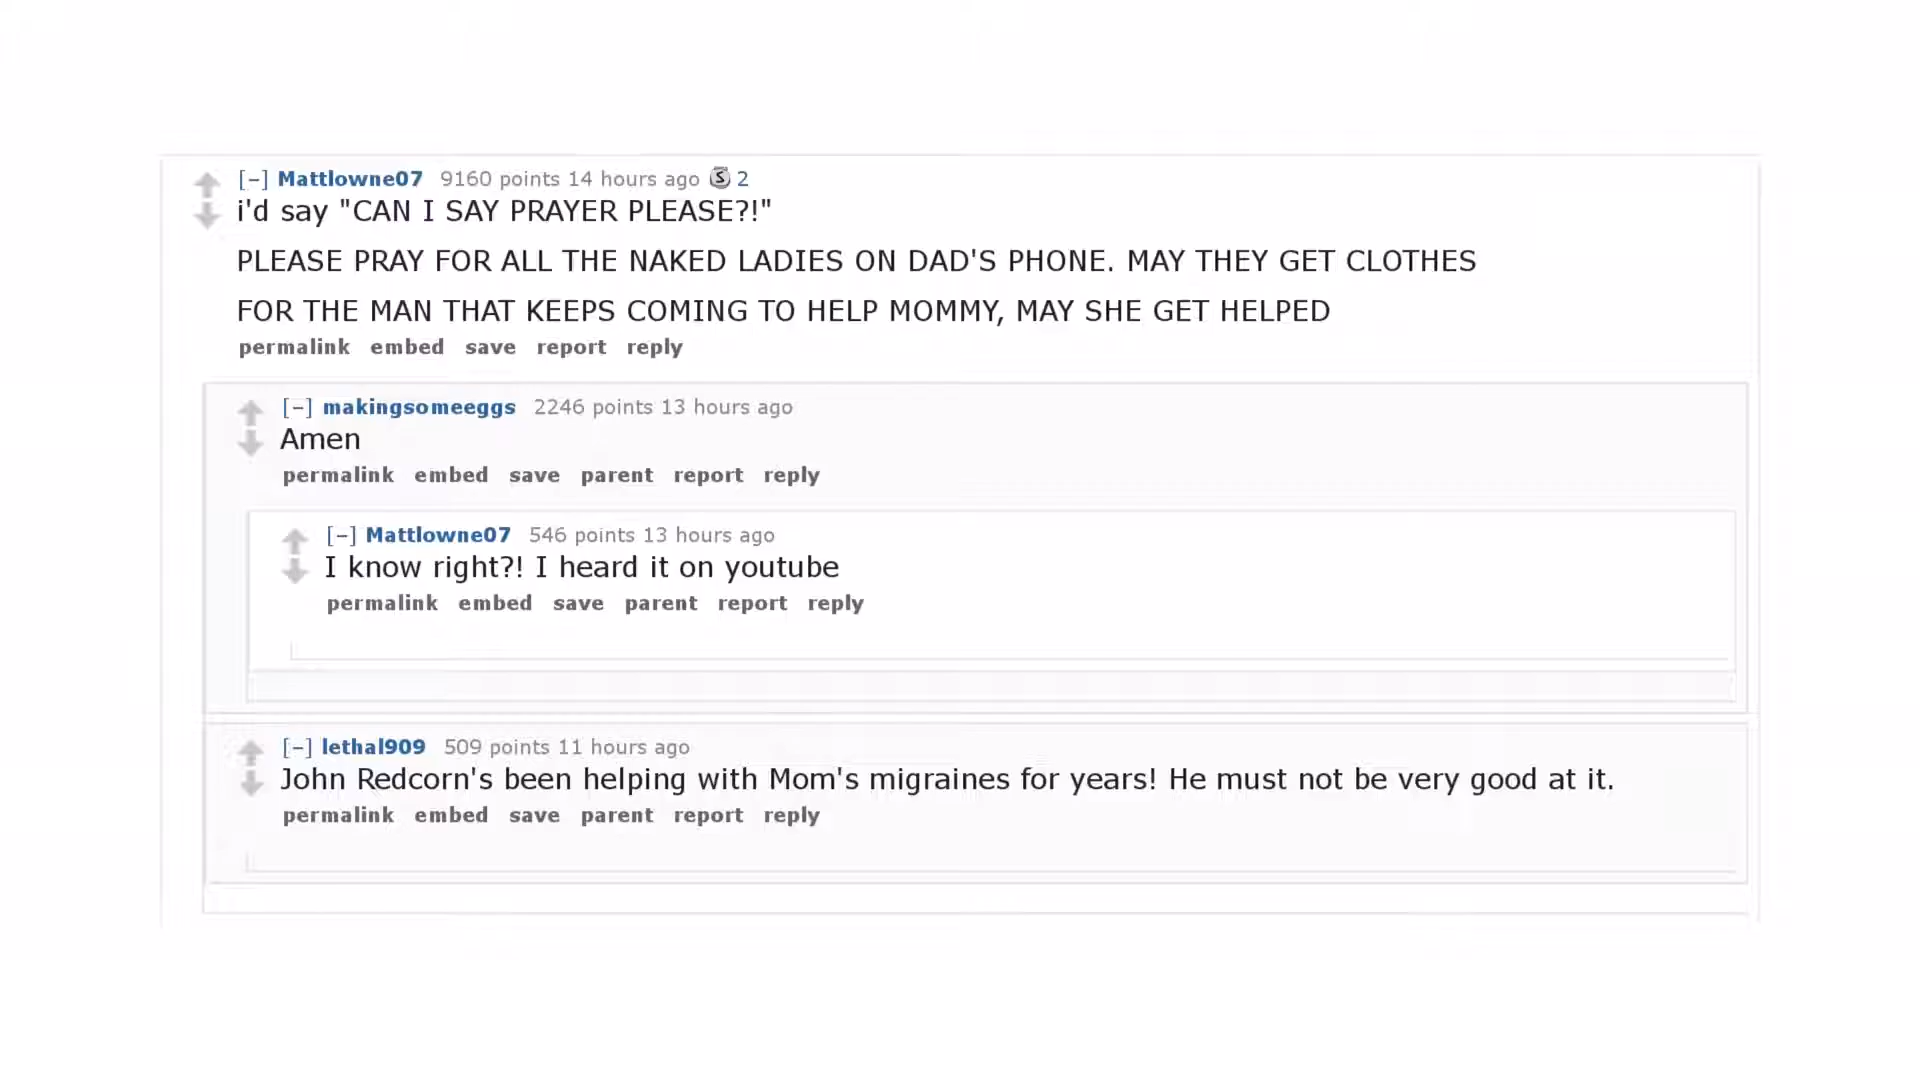 [–] Mattlowne07 9160 points 14 hours ago S 2
i'd say "CAN I SAY PRAYER PLEASE?!"
PLEASE PRAY FOR ALL THE NAKED LADIES ON DAD'S PHONE. MAY THEY GET CLOTHES
FOR THE MAN THAT KEEPS COMING TO HELP MOMMY, MAY SHE GET HELPED
permalink embed save report reply
[–] makingsomeeggs 2246 points 13 hours ago
Amen
permalink embed save parent report reply
[–] Mattlowne07 546 points 13 hours ago
I know right?! I heard it on youtube
permalink embed save parent report reply
[–] lethal909 509 points 11 hours ago
John Redcorn's been helping with Mom's migraines for years! He must not be very good at it.
permalink embed save parent report reply